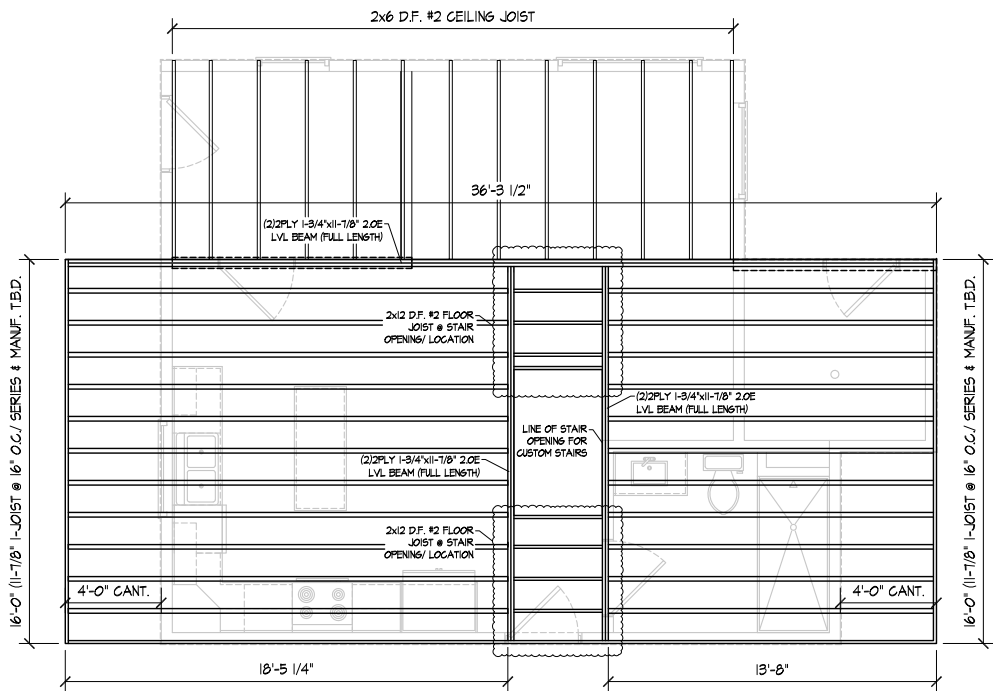 2x6 D.F. #2 CEILING JOIST
36'-3 1/2"
(2)2PLY 1-3/4"x11-7/8" 2.0E
LVL BEAM (FULL LENGTH)
16'-0" (11-7/8" I-JOIST @ 16" O.C./ SERIES & MANUF. T.B.D.
2x12 D.F. #2 FLOOR
JOIST @ STAIR
OPENING/ LOCATION
(2)2PLY 1-3/4"x11-7/8" 2.0E
LVL BEAM (FULL LENGTH)
LINE OF STAIR
OPENING FOR
CUSTOM STAIRS
(2)2PLY 1-3/4"x11-7/8" 2.0E
LVL BEAM (FULL LENGTH)
2x12 D.F. #2 FLOOR
JOIST @ STAIR
OPENING/ LOCATION
16'-0" (11-7/8" I-JOIST @ 16" O.C./ SERIES & MANUF. T.B.D.
4'-0" CANT.
4'-0" CANT.
18'-5 1/4"
13'-8"